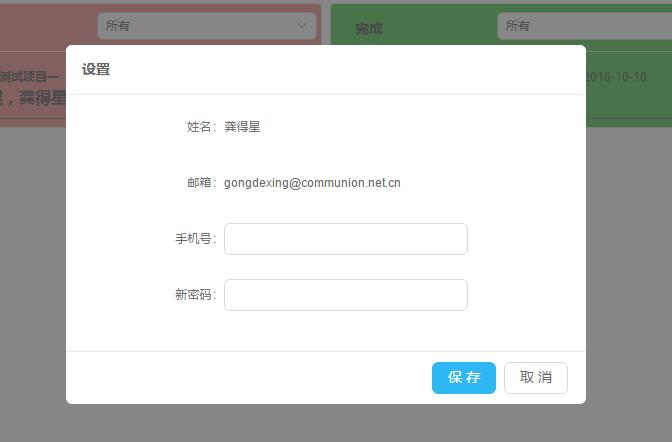 所有
完成
所有
测试项目一
2016-10-10
，龚得星
设置
姓名：龚得星
邮箱：gongdexing@communion.net.cn
手机号：
新密码：
保 存
取 消